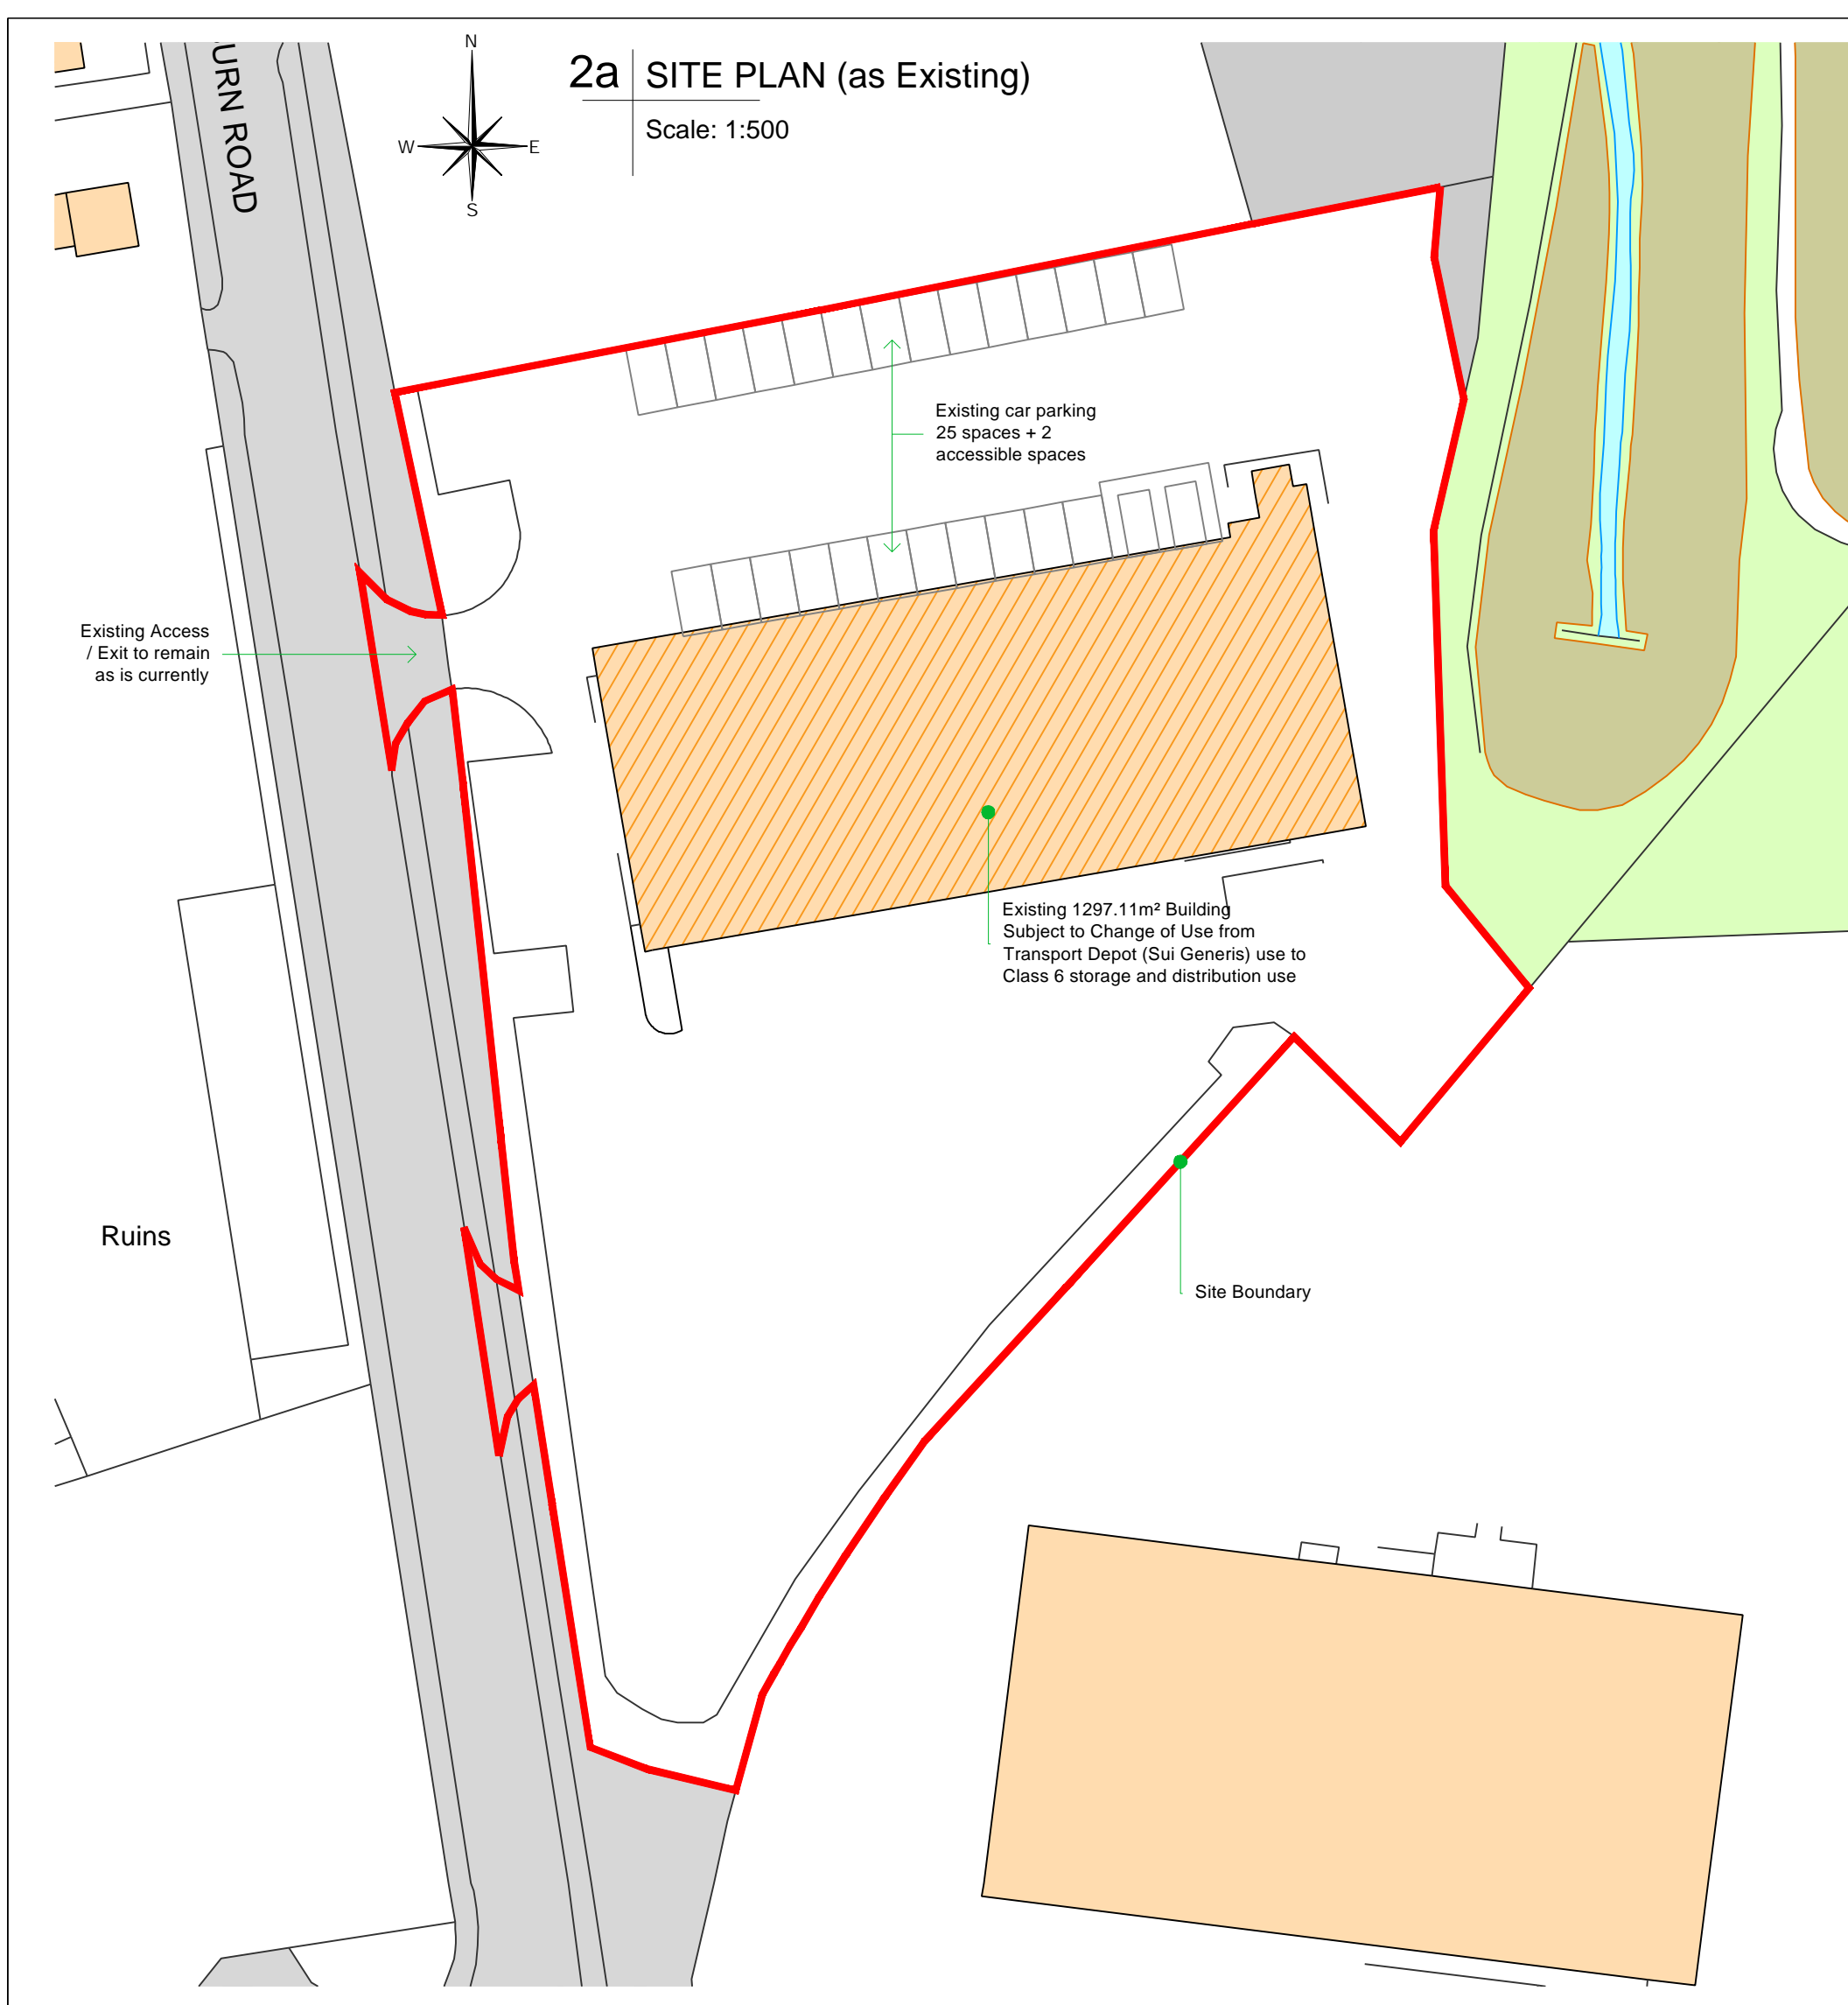 2a
SITE PLAN (as Existing)
Scale: 1:500
N
W
E
S
ROAD
Existing car parking
25 spaces + 2
accessible spaces
Existing Access
/ Exit to remain
as is currently
Existing 1297.11m² Building
Subject to Change of Use from
Transport Depot (Sui Generis) use to
Class 6 storage and distribution use
Ruins
Site Boundary